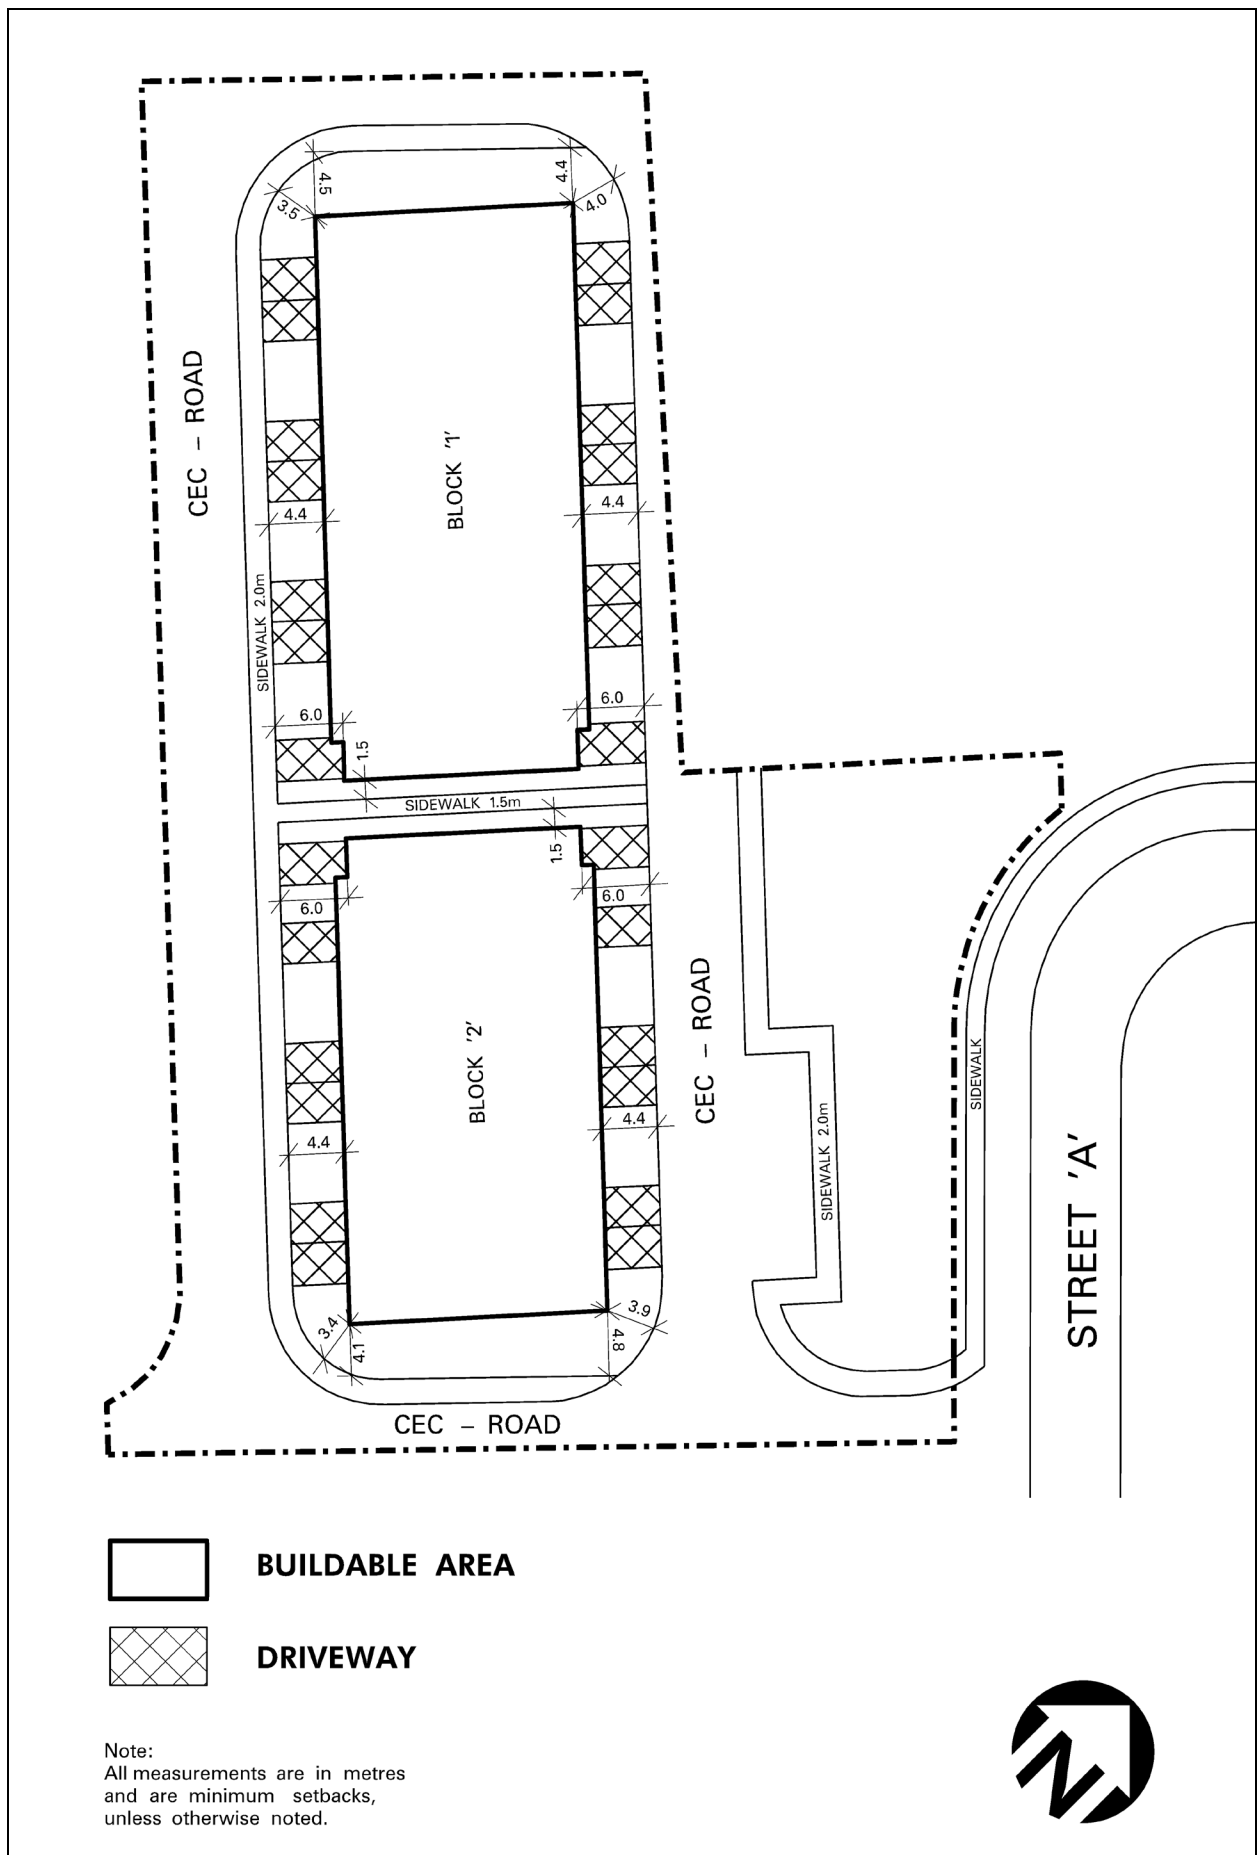 4.5
4.4
3.5
4.0
CEC - ROAD
BLOCK '1'
4.4
4.4
SIDEWALK 2.0m
6.0
6.0
1.5
SIDEWALK 1.5m
1.5
6.0
6.0
CEC - ROAD
BLOCK '2'
SIDEWALK
4.4
4.4
SIDEWALK 2.0m
STREET 'A'
3.4
4.1
3.9
4.8
CEC - ROAD
BUILDABLE AREA
DRIVEWAY
Note:
All measurements are in metres
and are minimum setbacks,
unless otherwise noted.
N